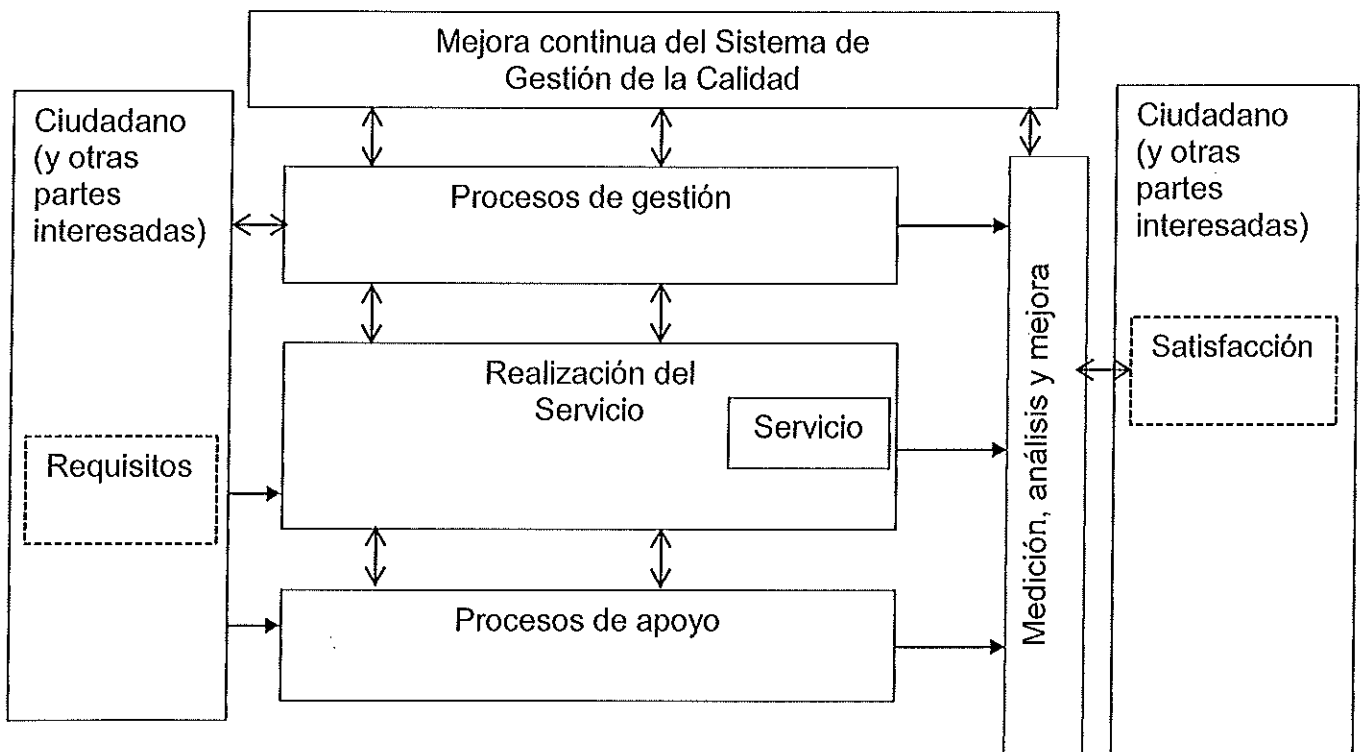 Mejora continua del Sistema de
Gestión de la Calidad
Ciudadano
(y otras
partes
interesadas)
Requisitos
Procesos de gestión
Realización del
Servicio
Servicio
Procesos de apoyo
Medición, análisis y mejora
Ciudadano
(y otras
partes
interesadas)
Satisfacción